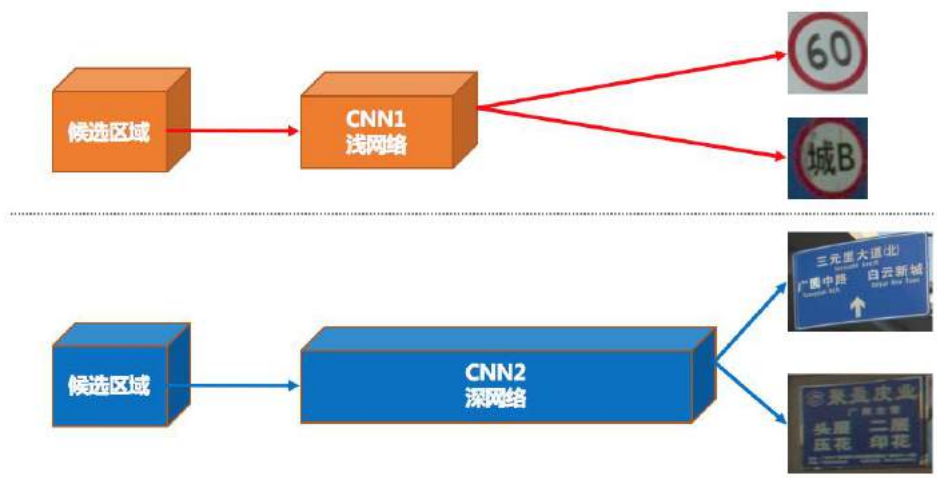 候选区域
CNN1
浅网络
60
城B
候选区域
CNN2
深网络
三元里大道(北)
广園中路
白云新城
聚盈皮业
头层 二层
压花 印花